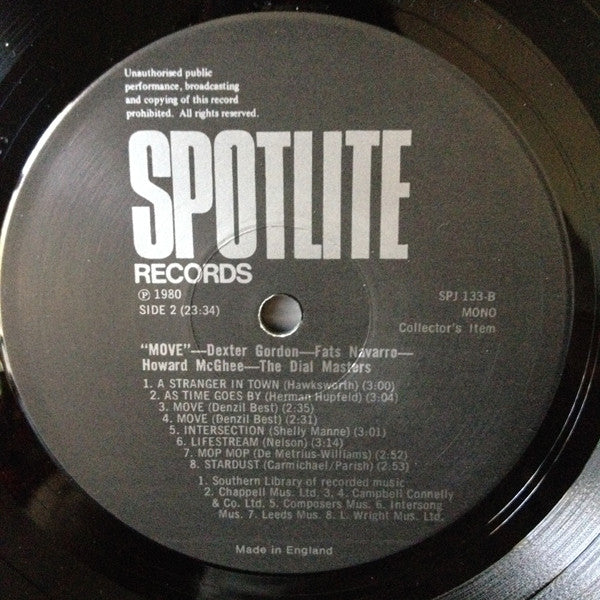 Unauthorised public
performance, broadcasting
and copying of this record
prohibited. All rights reserved.
SPOTLITE
RECORDS
℗ 1980
SIDE 2 (23:34)
SPJ 133-B
MONO
Collector's Item
"MOVE"—Dexter Gordon—Fats Navarro—
Howard McGhee—The Dial Masters
1. A STRANGER IN TOWN (Hawksworth) (3:00)
2. AS TIME GOES BY (Herman Hupfeld) (3:04)
3. MOVE (Denzil Best) (2:35)
4. MOVE (Denzil Best) (2:31)
5. INTERSECTION (Shelly Manne) (3:01)
6. LIFESTREAM (Nelson) (3:14)
7. MOP MOP (De Metrius-Williams) (2:52)
8. STARDUST (Carmichael/Parish) (2:53)
1. Southern Library of recorded music
2. Chappell Mus. Ltd. 3, 4. Campbell Connelly
& Co. Ltd. 5. Composers Mus. 6. Intersong
Mus. 7. Leeds Mus. 8. L. Wright Mus. Ltd.
Made in England